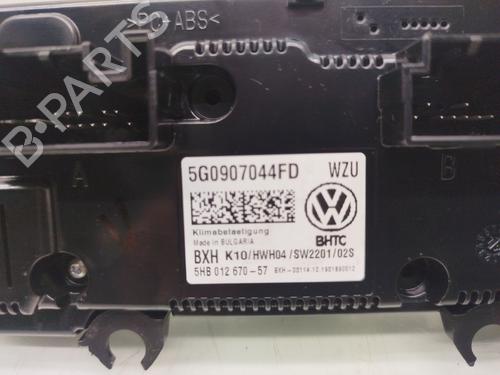 >PC-ABS<
B-PARTS
A
B
5G0907044FD WZU
Klimabetaetigung
Made in BULGARIA
BHTC
BXH K10/HWH04/SW2201/02S
5HB 012 670-57